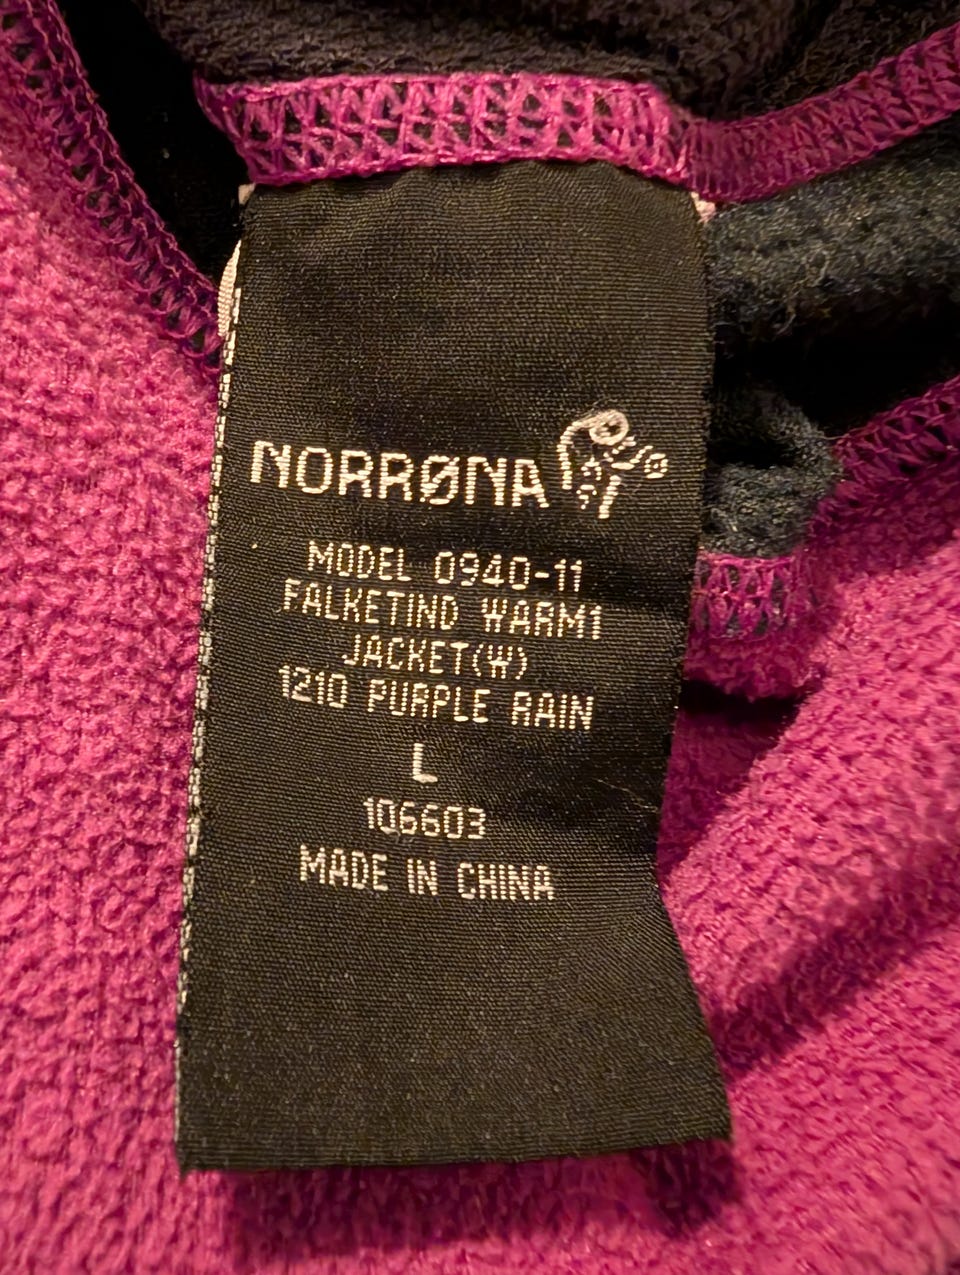 NORRØNA
MODEL 0940-11
FALKETIND WARM1
JACKET(W)
1210 PURPLE RAIN
L
106603
MADE IN CHINA